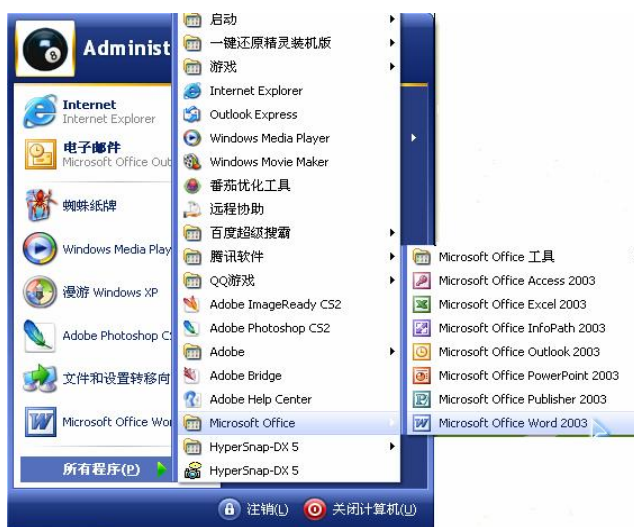 Administ
Internet
Internet Explorer
电子邮件
Microsoft Office Out
蜘蛛纸牌
Windows Media Play
漫游 Windows XP
Adobe Photoshop C
文件和设置转移向
Microsoft Office Wor
所有程序(P)
启动
一键还原精灵装机版
游戏
Internet Explorer
Outlook Express
Windows Media Player
Windows Movie Maker
番茄优化工具
远程协助
百度超级搜霸
腾讯软件
QQ游戏
Adobe ImageReady CS2
Adobe Photoshop CS2
Adobe
Adobe Bridge
Adobe Help Center
Microsoft Office
HyperSnap-DX 5
HyperSnap-DX 5
Microsoft Office 工具
Microsoft Office Access 2003
Microsoft Office Excel 2003
Microsoft Office InfoPath 2003
Microsoft Office Outlook 2003
Microsoft Office PowerPoint 2003
Microsoft Office Publisher 2003
Microsoft Office Word 2003
注销(L)
关闭计算机(U)